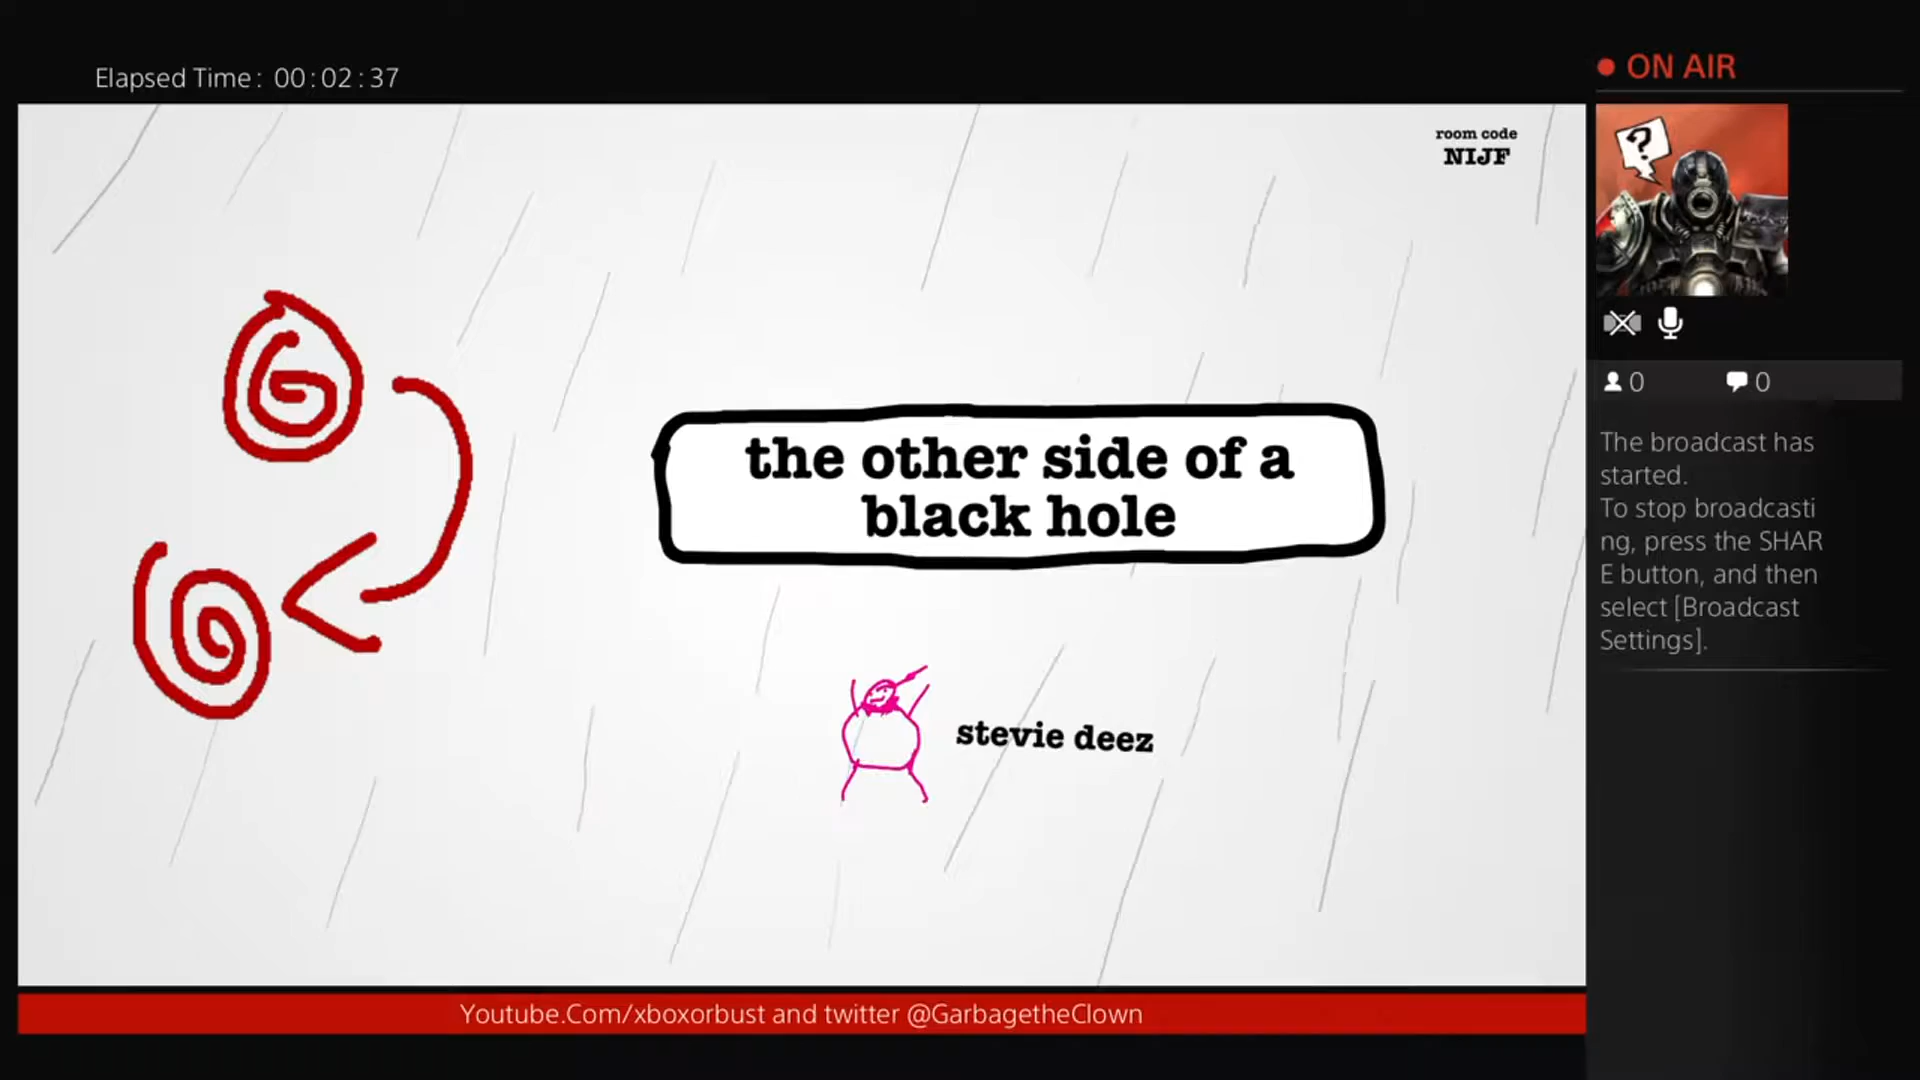 Elapsed Time: 00:02:37
ON AIR
room code
NIJF
?
0
0
the other side of a
black hole
The broadcast has
started.
To stop broadcasti
ng, press the SHAR
E button, and then
select [Broadcast
Settings].
stevie deez
Youtube.Com/xboxorbust and twitter @GarbagetheClown